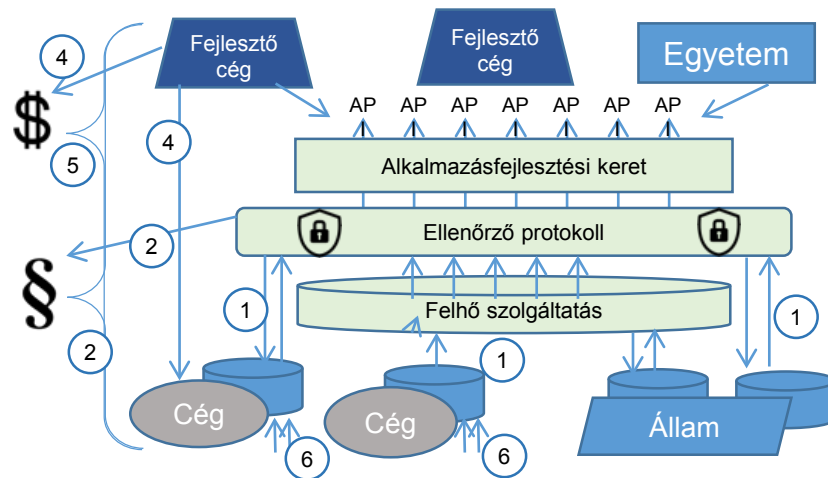 4
Fejlesztő
cég
Fejlesztő
cég
Egyetem
$
AP AP AP AP AP AP AP
4
5
Alkalmazásfejlesztési keret
2
Ellenőrző protokoll
§
1
Felhő szolgáltatás
1
2
1
Cég
Cég
Állam
6
6